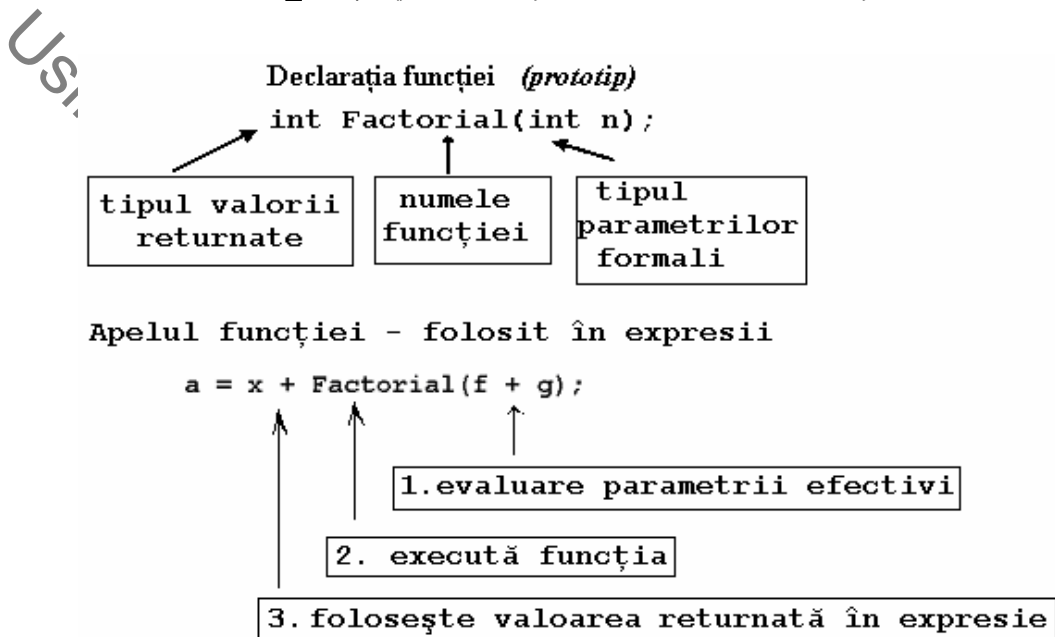 Declarația funcției (prototip)
int Factorial(int n);
tipul valorii
returnate
numele
funcției
tipul
parametrilor
formali
Apelul funcției - folosit în expresii
a = x + Factorial(f + g);
1.evaluare parametrii efectivi
2. execută funcția
3.folosește valoarea returnată în expresie